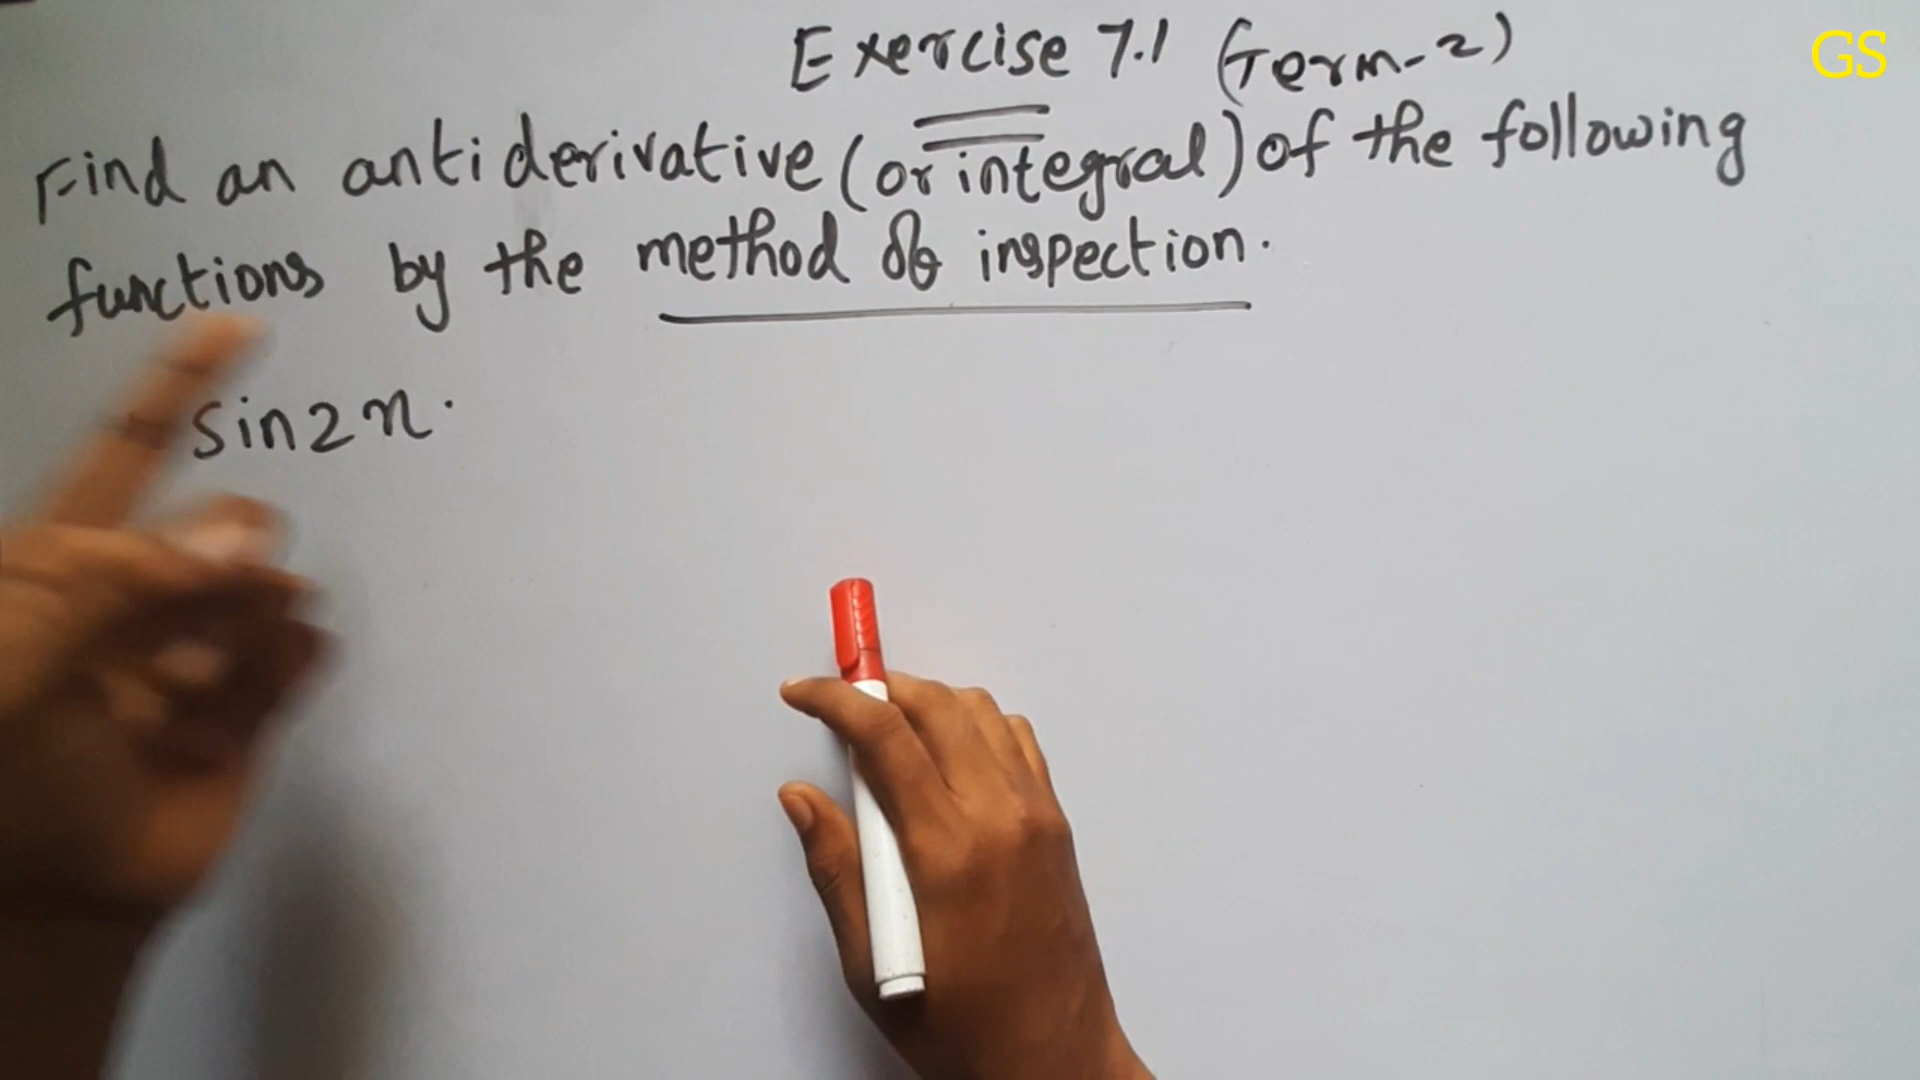 Exercise 7.1 (Term-2)
GS
Find an antiderivative (or integral) of the following
functions by the method of inspection.
Sin2x.